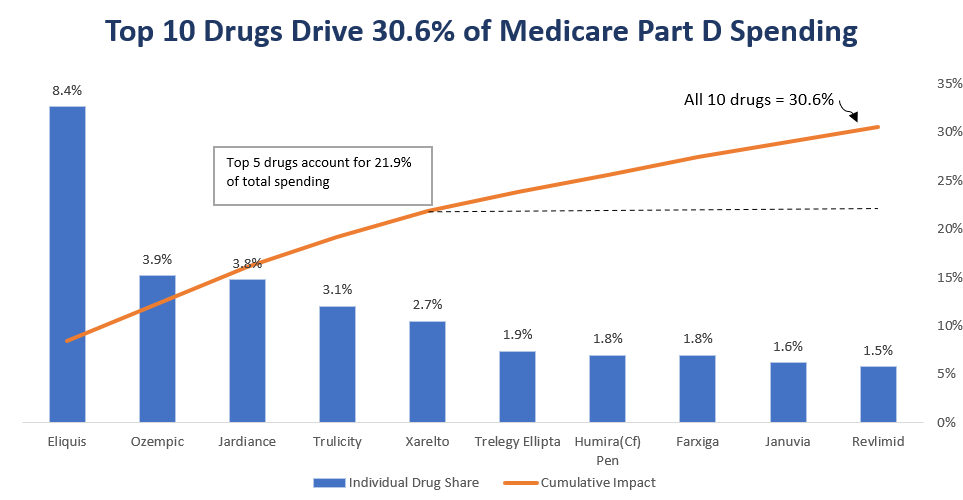 Top 10 Drugs Drive 30.6% of Medicare Part D Spending
8.4%
3.9%
3.8%
3.1%
2.7%
1.9%
1.8%
1.8%
1.6%
1.5%
Top 5 drugs account for 21.9%
of total spending
All 10 drugs = 30.6%
35%
30%
25%
20%
15%
10%
5%
0%
Eliquis
Ozempic
Jardiance
Trulicity
Xarelto
Trelegy Ellipta
Humira(Cf)
Pen
Farxiga
Januvia
Revlimid
Individual Drug Share
Cumulative Impact